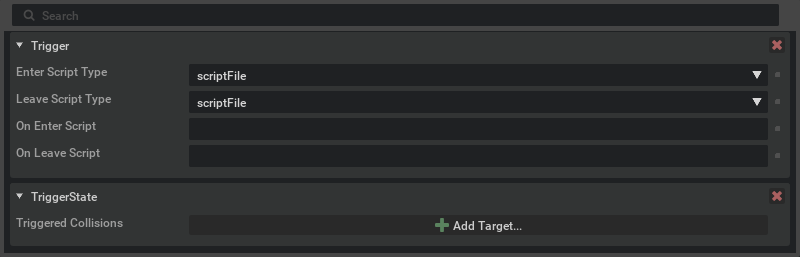 Search
Trigger
Enter Script Type scriptFile
Leave Script Type scriptFile
On Enter Script
On Leave Script
TriggerState
Triggered Collisions Add Target...